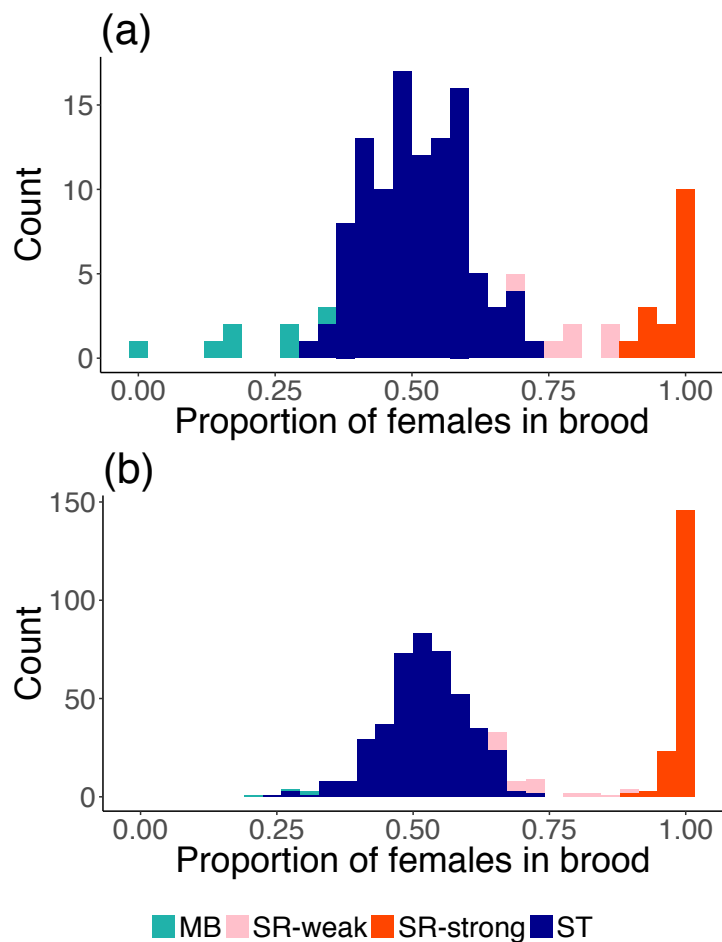 (a)
15
10
5
0
Count
0.00 0.25 0.50 0.75 1.00
Proportion of females in brood
(b)
150
100
50
0
Count
0.00 0.25 0.50 0.75 1.00
Proportion of females in brood
MB SR-weak SR-strong ST